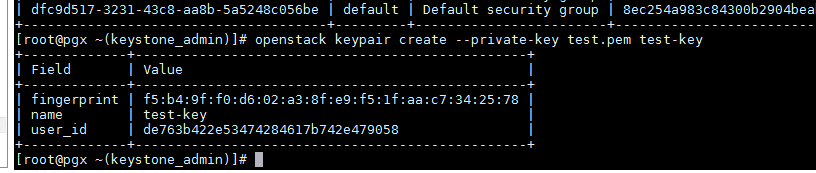 | dfc9d517-3231-43c8-aa8b-5a5248c056be | default | Default security group | 8ec254a983c84300b2904bea
+--------------------------------------+---------+------------------------+-------------------------
[root@pgx ~(keystone_admin)]# openstack keypair create --private-key test.pem test-key
+-------------+-------------------------------------------------+
| Field       | Value                                           |
+-------------+-------------------------------------------------+
| fingerprint | f5:b4:9f:f0:d6:02:a3:8f:e9:f5:1f:aa:c7:34:25:78 |
| name        | test-key                                        |
| user_id     | de763b422e53474284617b742e479058                |
+-------------+-------------------------------------------------+
[root@pgx ~(keystone_admin)]#